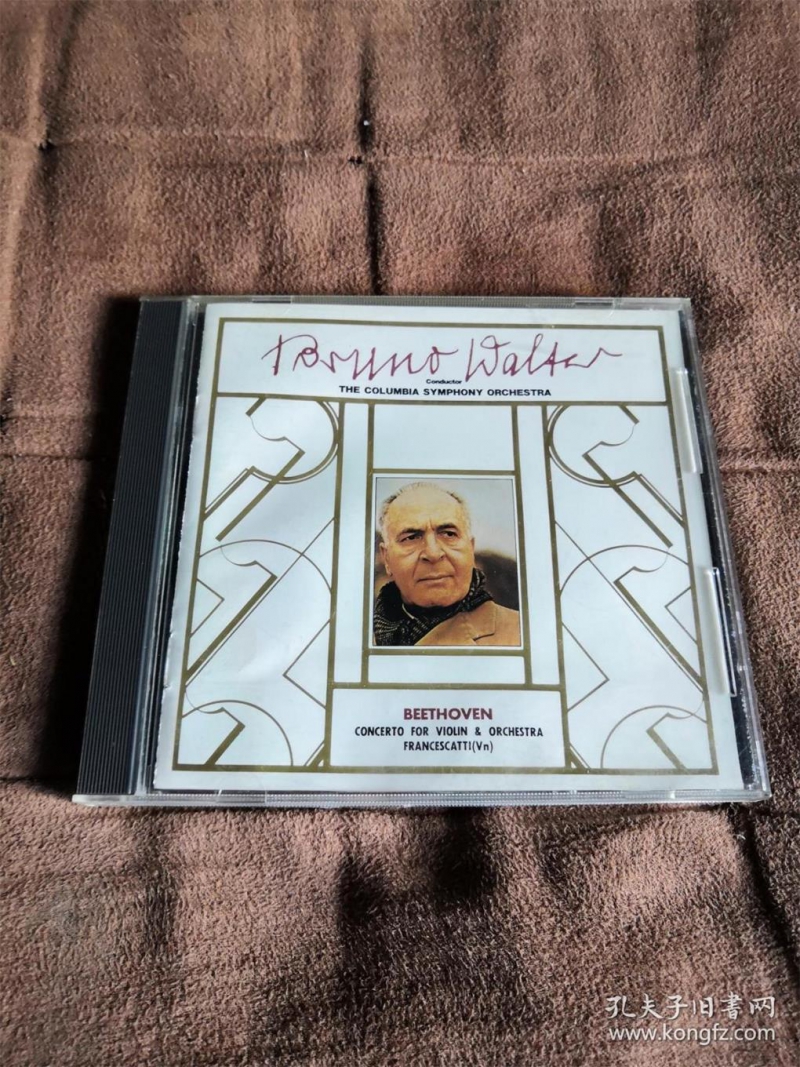 Bruno Walter
Conductor
THE COLUMBIA SYMPHONY ORCHESTRA
BEETHOVEN
CONCERTO FOR VIOLIN & ORCHESTRA
FRANCESCATTI(Vn)
孔夫子旧書网
www.kongfz.com